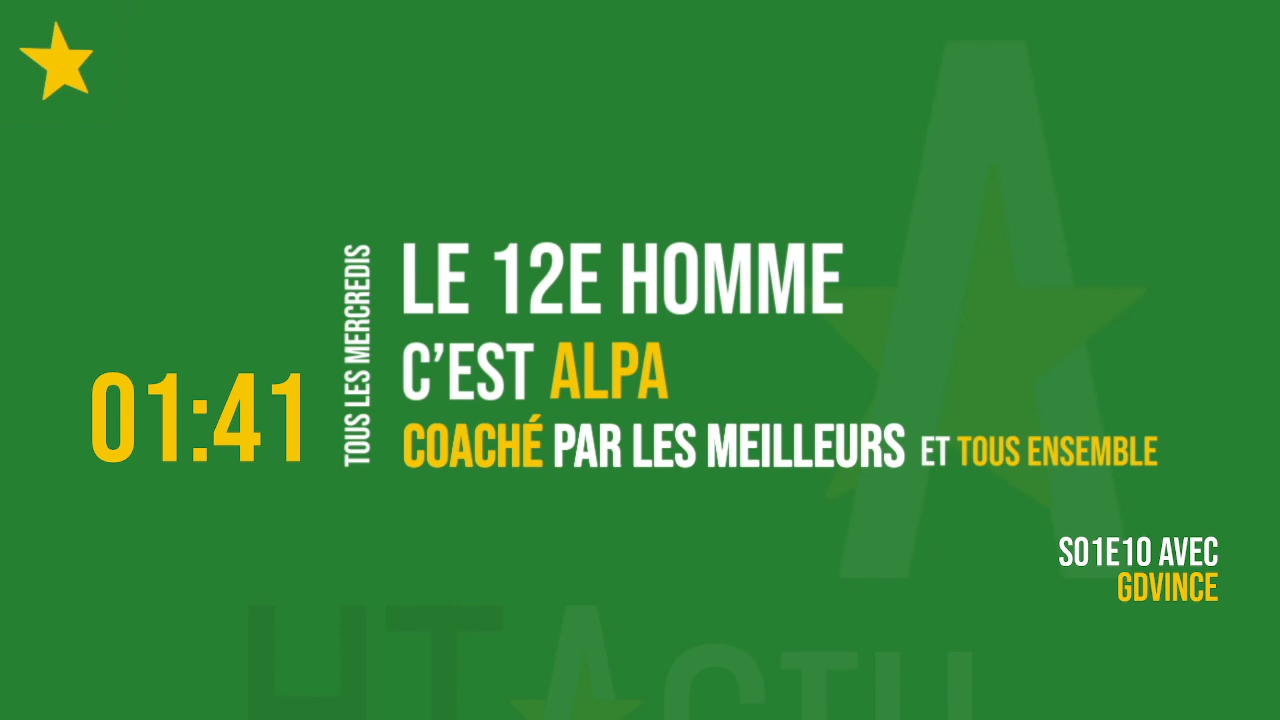 01:41
TOUS LES MERCREDIS
LE 12E HOMME
C'EST ALPA
COACHÉ PAR LES MEILLEURS ET TOUS ENSEMBLE
S01E10 AVEC
GDVINCE
A
HTACTU